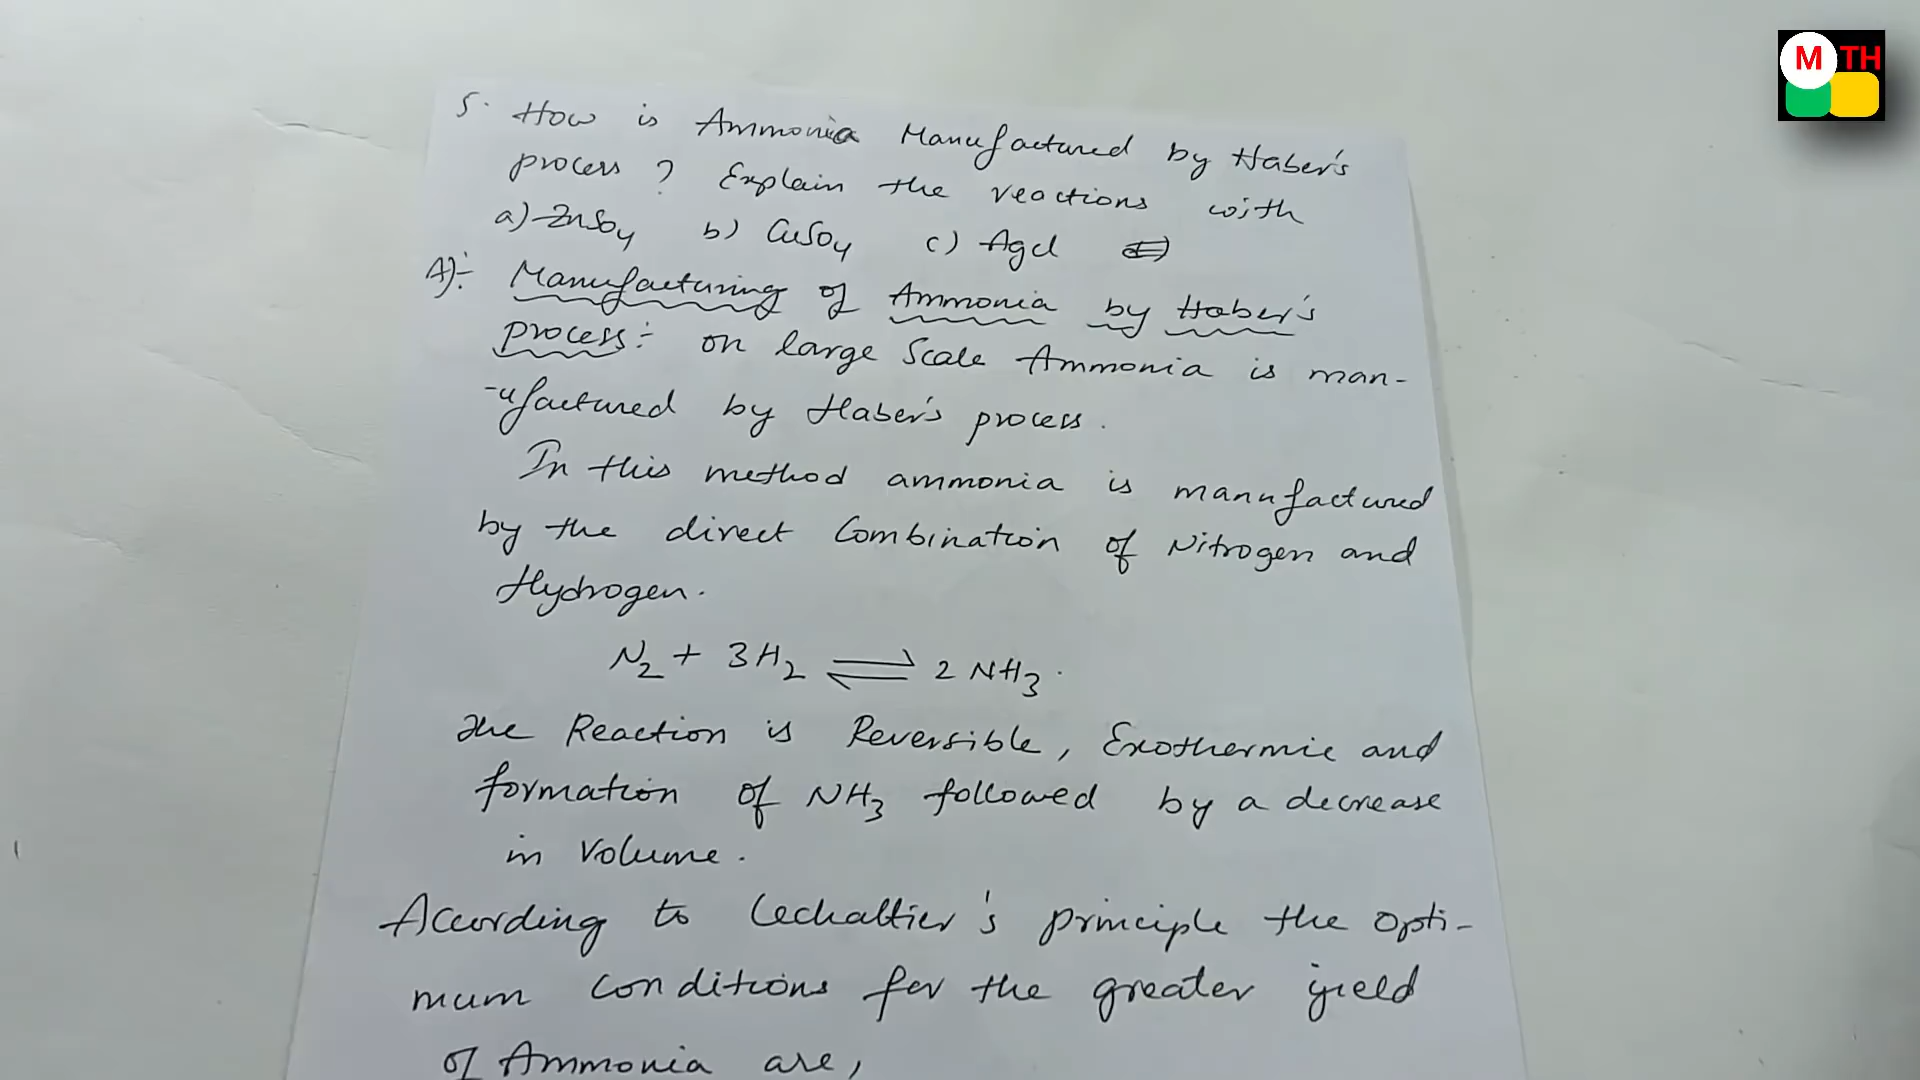 M TH
5. How is Ammonia Manufactured by Haber's
process? Explain the reactions with
a) ZnSO4 b) CuSO4 c) Agcl
A):- Manufacturing of Ammonia by Haber's
process:- on large Scale Ammonia is man-
-ufactured by Haber's process.
In this method ammonia is manufactured
by the direct Combination of Nitrogen and
Hydrogen.
N2 + 3H2 ⇌ 2 NH3.
The Reaction is Reversible, Exothermic and
formation of NH3 followed by a decrease
in Volume.
According to Lechaltier's principle the opti-
mum conditions for the greater yield
of Ammonia are,